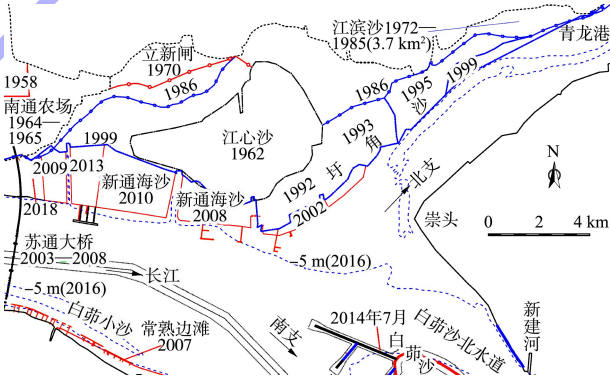 江滨沙1972—
1985(3.7 km²)
青龙港
立新闸
1970
1958
1986
1986
1995
1999
沙
南通农场
1964—
1965
1999
江心沙
1962
1993
角
圩
1992
2002
北支
N
2009
2013
新通海沙
2010
新通海沙
2008
2018
崇头
0 2 4 km
苏通大桥
2003—2008
长江
–5 m(2016)
–5 m(2016)
白茆小沙
常熟边滩
2007
南支
2014年7月
白茆沙
白茆沙北水道
新建河